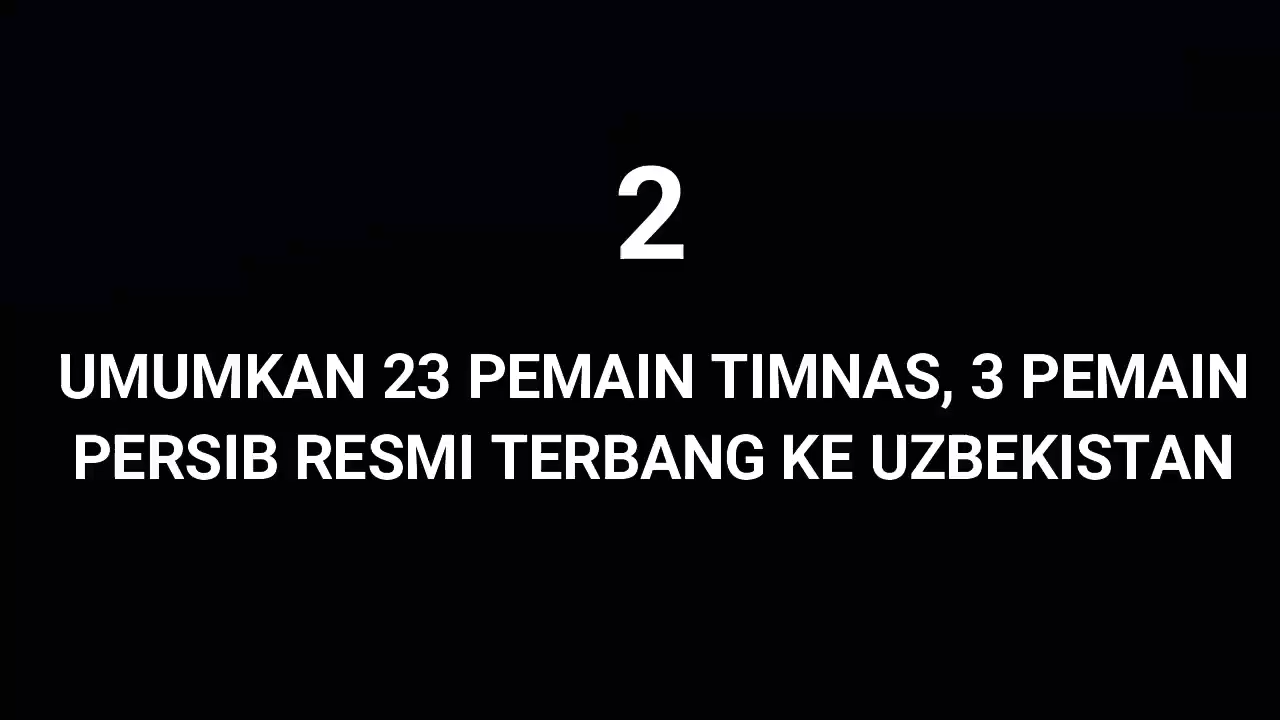 2
UMUMKAN 23 PEMAIN TIMNAS, 3 PEMAIN
PERSIB RESMI TERBANG KE UZBEKISTAN